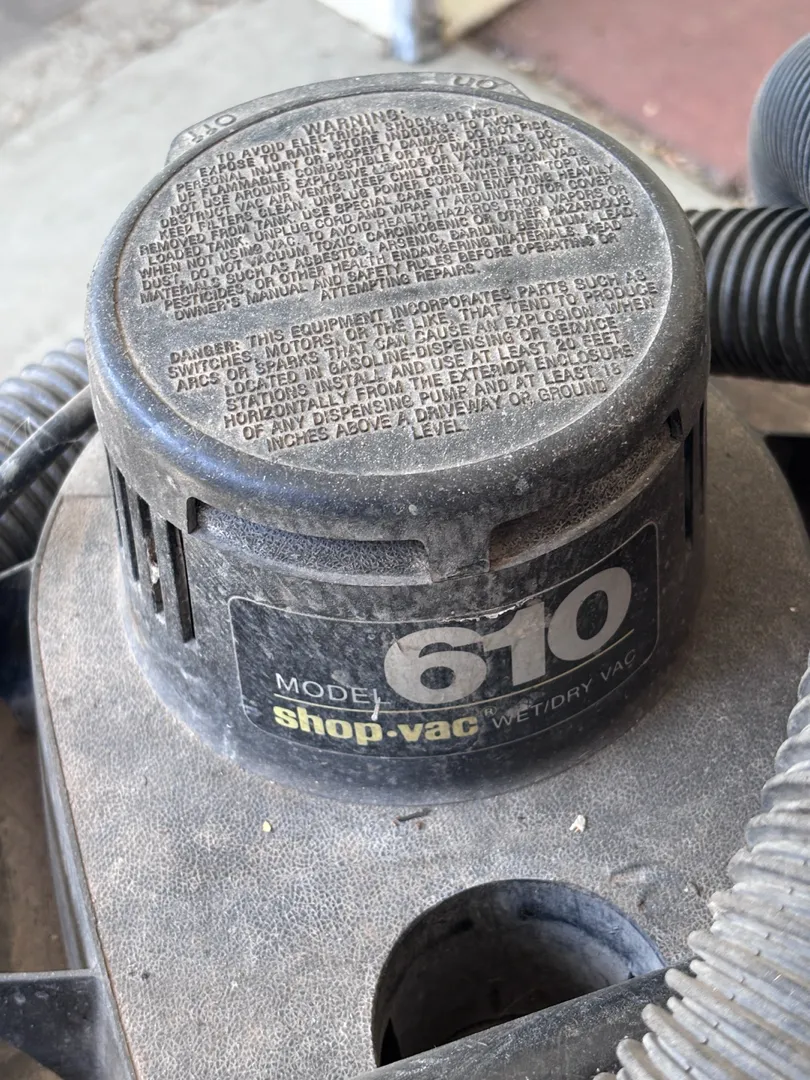 OFF
ON
WARNING:
TO AVOID ELECTRICAL SHOCK, DO NOT
EXPOSE TO RAIN. STORE INDOORS. TO AVOID
PERSONAL INJURY OR PROPERTY DAMAGE, DO NOT PICK
UP FLAMMABLE, COMBUSTIBLE OR HOT MATERIALS. DO
NOT USE AROUND EXPLOSIVE LIQUIDS OR VAPORS. DO NOT
OBSTRUCT VAC AIR VENTS. KEEP CHILDREN AWAY FROM VAC.
KEEP FILTERS CLEAN. UNPLUG POWER CORD WHENEVER TOP IS
REMOVED FROM TANK. USE SPECIAL CARE WHEN EMPTYING HEAVILY
LOADED TANK. UNPLUG CORD AND WRAP IT AROUND MOTOR COVER
WHEN NOT USING VAC. TO AVOID HEALTH HAZARDS FROM VAPORS OR
DUST, DO NOT VACUUM TOXIC, CARCINOGENIC OR OTHER HAZARDOUS
MATERIALS SUCH AS ASBESTOS, ARSENIC, BARIUM, BERYLLIUM, LEAD,
PESTICIDES, OR OTHER HEALTH ENDANGERING MATERIALS. READ
OWNER'S MANUAL AND SAFETY RULES BEFORE OPERATING OR
ATTEMPTING REPAIRS.
DANGER: THIS EQUIPMENT INCORPORATES PARTS SUCH AS
SWITCHES, MOTORS, OR THE LIKE, THAT TEND TO PRODUCE
ARCS OR SPARKS THAT CAN CAUSE AN EXPLOSION. WHEN
LOCATED IN GASOLINE-DISPENSING OR SERVICE
STATIONS INSTALL AND USE AT LEAST 20 FEET
HORIZONTALLY FROM THE EXTERIOR ENCLOSURE
OF ANY DISPENSING PUMP AND AT LEAST 18
INCHES ABOVE A DRIVEWAY OR GROUND
LEVEL
MODEL 610
shop·vac® WET/DRY VAC